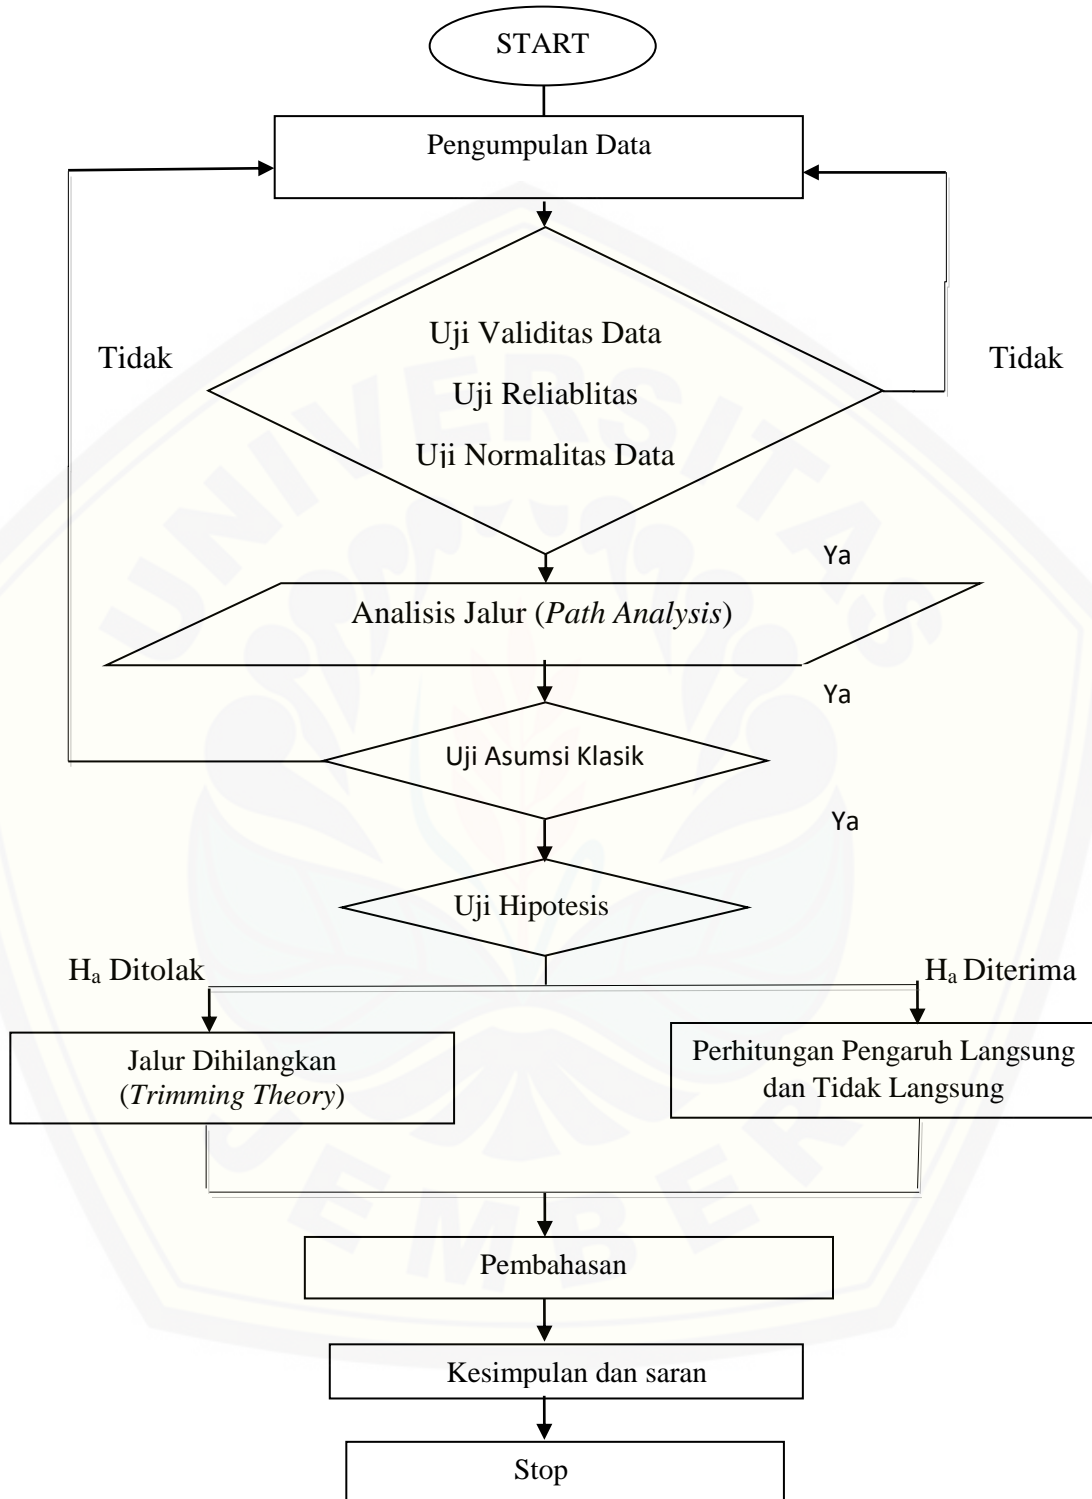 START
Pengumpulan Data
Uji Validitas Data
Tidak
Tidak
Uji Reliablitas
Uji Normalitas Data
Ya
Analisis Jalur (Path Analysis)
Ya
Uji Asumsi Klasik
Ya
Uji Hipotesis
Ha Ditolak
Ha Diterima
Jalur Dihilangkan
(Trimming Theory)
Perhitungan Pengaruh Langsung
dan Tidak Langsung
Pembahasan
Kesimpulan dan saran
Stop
UNIVERSITAS
JEMBER